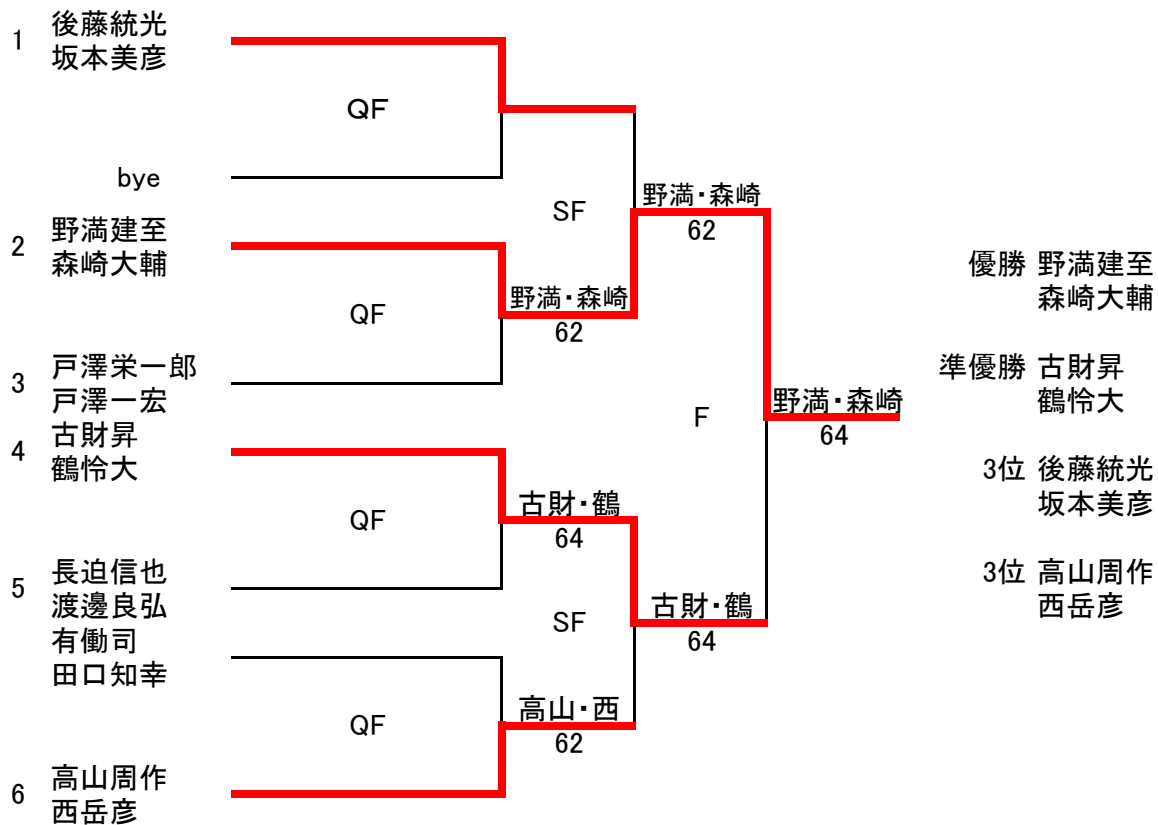 1
後藤統光
坂本美彦
QF
bye
SF
野満・森崎
62
2
野満建至
森崎大輔
QF
野満・森崎
62
3
戸澤栄一郎
戸澤一宏
4
古財昇
鶴怜大
F
野満・森崎
64
QF
古財・鶴
64
5
長迫信也
渡邊良弘
SF
古財・鶴
64
有働司
田口知幸
QF
高山・西
62
6
高山周作
西岳彦
優勝 野満建至
森崎大輔
準優勝 古財昇
鶴怜大
3位 後藤統光
坂本美彦
3位 高山周作
西岳彦